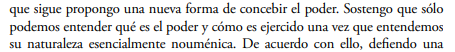 que sigue propongo una nueva forma de concebir el poder. Sostengo que sólo
podemos entender qué es el poder y cómo es ejercido una vez que entendemos
su naturaleza esencialmente nouménica. De acuerdo con ello, defiendo una